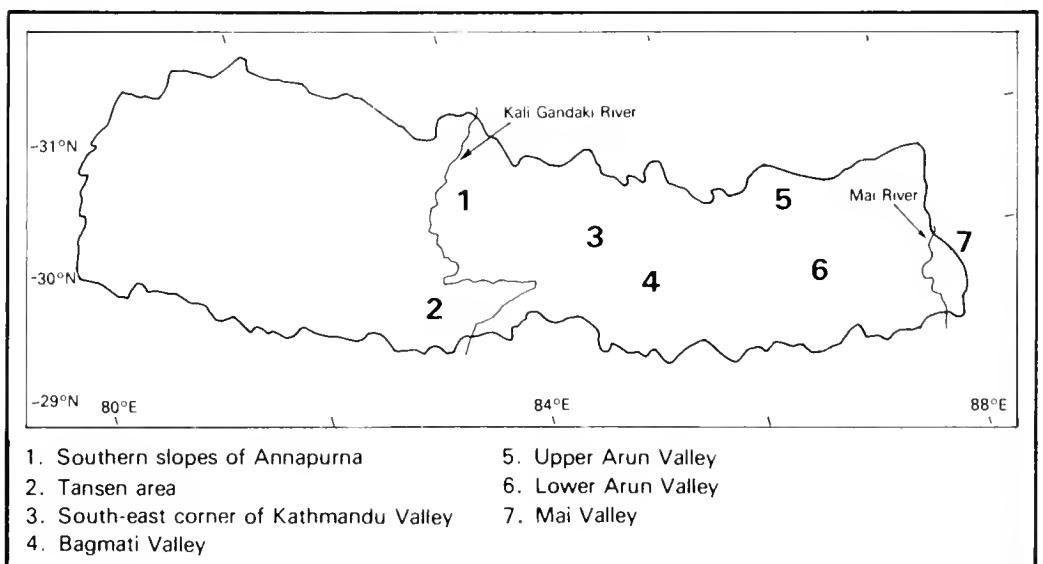 Kali Gandaki River
-31°N
1
5
Mai River
3
7
6
-30°N
4
2
-29°N
80°E
84°E
88°E
1. Southern slopes of Annapurna
2. Tansen area
3. South-east corner of Kathmandu Valley
4. Bagmati Valley
5. Upper Arun Valley
6. Lower Arun Valley
7. Mai Valley